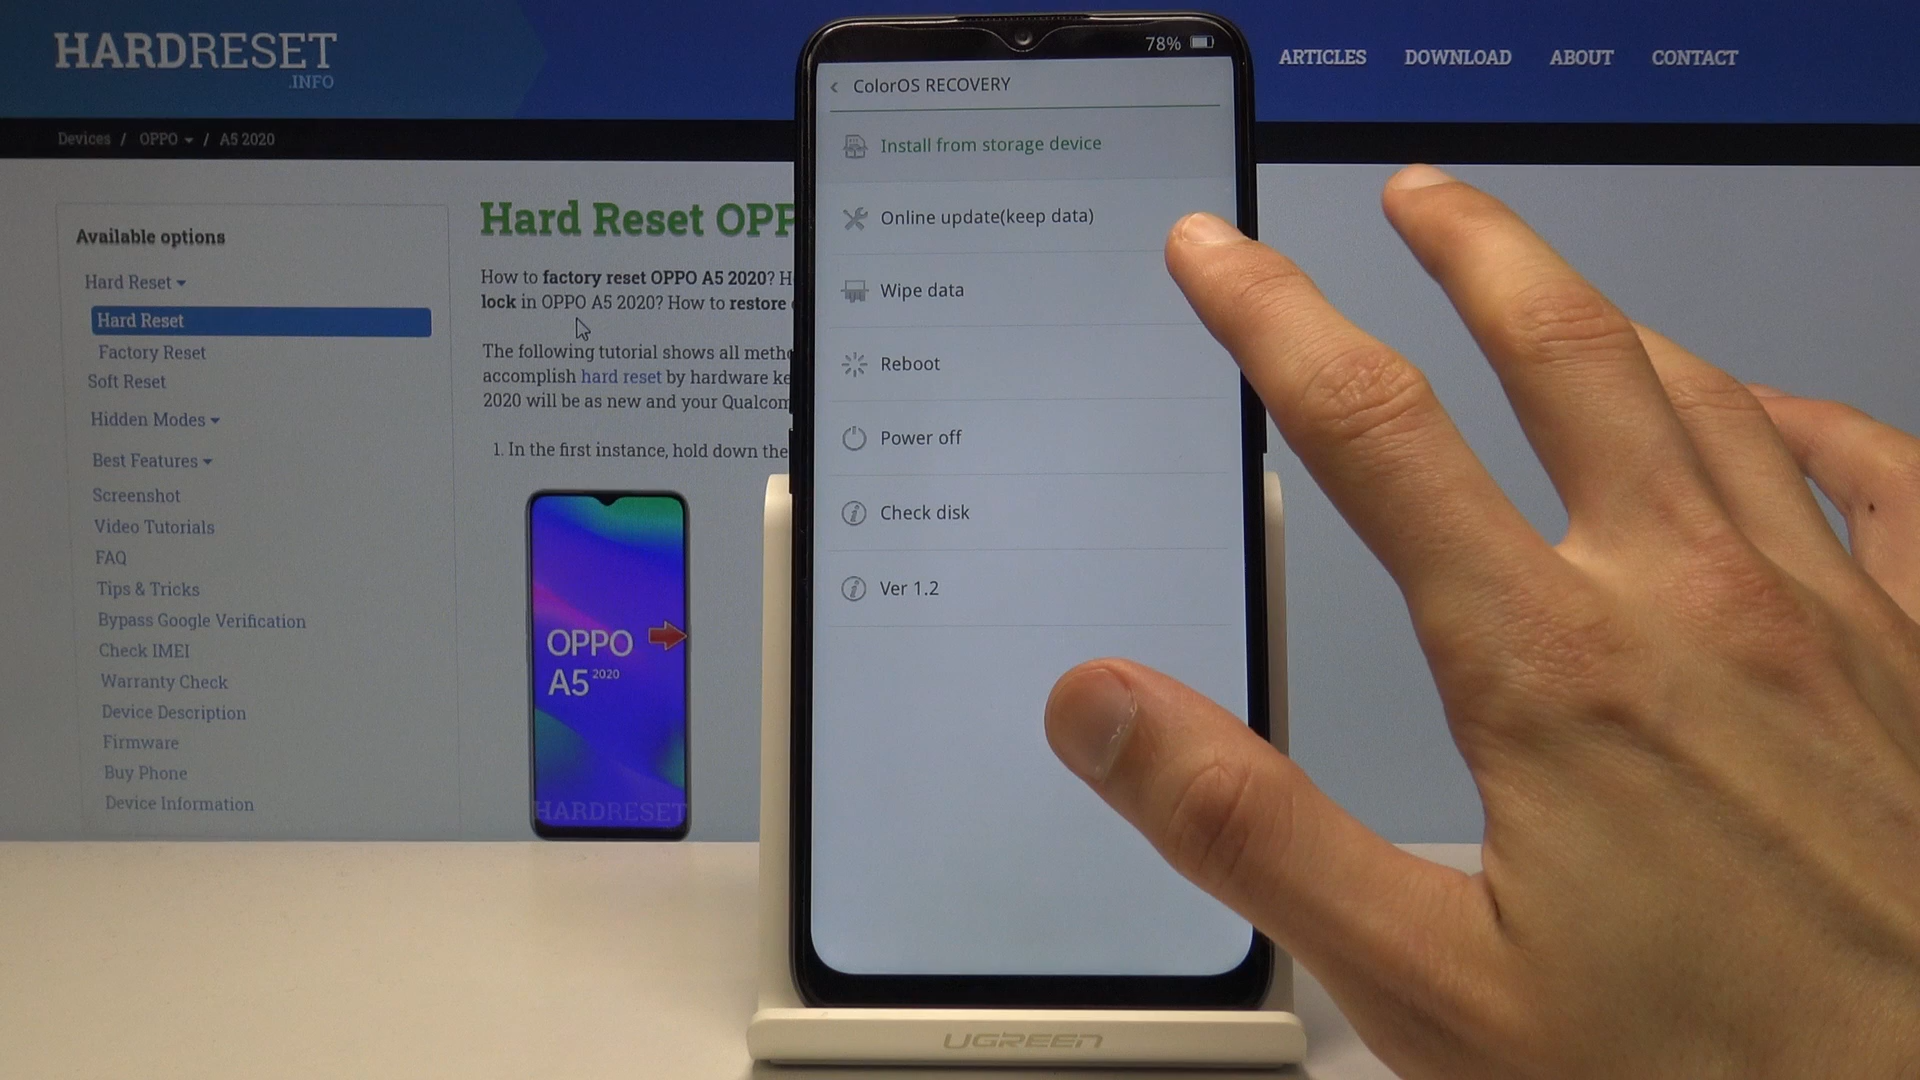 HARDRESET
.INFO
ARTICLES DOWNLOAD ABOUT CONTACT
Devices / OPPO / A5 2020
Available options
Hard Reset
Hard Reset
Factory Reset
Soft Reset
Hidden Modes
Best Features
Screenshot
Video Tutorials
FAQ
Tips & Tricks
Bypass Google Verification
Check IMEI
Warranty Check
Device Description
Firmware
Buy Phone
Device Information
Hard Reset OPP
How to factory reset OPPO A5 2020? H
lock in OPPO A5 2020? How to restore
The following tutorial shows all meth
accomplish hard reset by hardware ke
2020 will be as new and your Qualcom
1. In the first instance, hold down the
OPPO
A5 2020
HARDRESET
78%
ColorOS RECOVERY
Install from storage device
Online update(keep data)
Wipe data
Reboot
Power off
Check disk
Ver 1.2
UGREEN